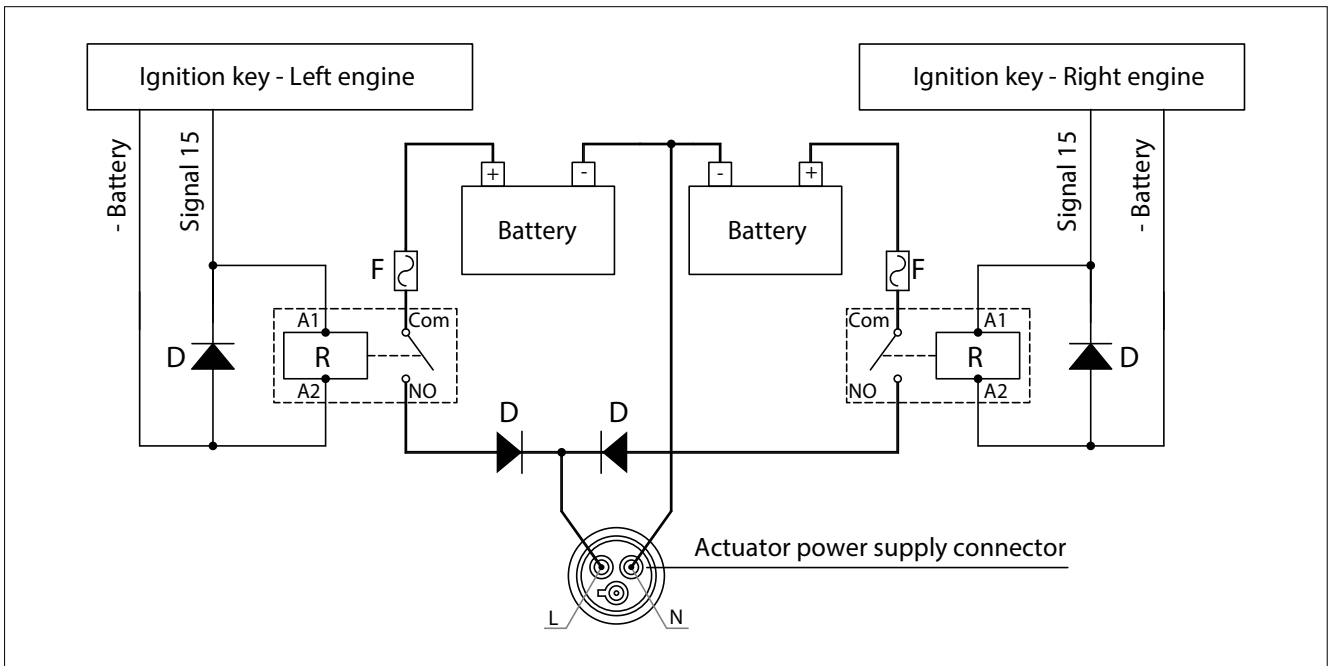 Ignition key - Left engine
Ignition key - Right engine
- Battery
Signal 15
Signal 15
- Battery
+
-
-
+
Battery
Battery
F
F
A1
Com
Com
A1
D
R
R
D
A2
NO
NO
A2
D
D
Actuator power supply connector
L
N